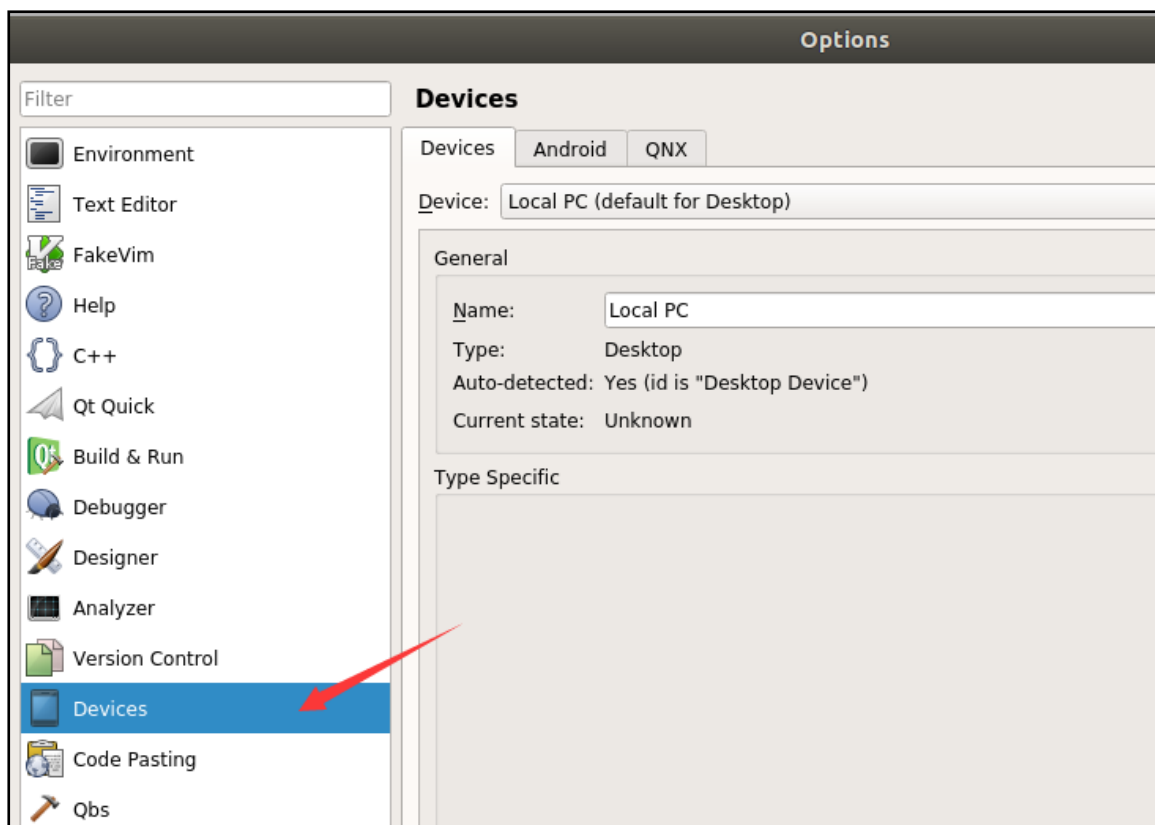 Options
Filter
Environment
Text Editor
Fake
FakeVim
Help
C++
Qt Quick
Build & Run
Debugger
Designer
Analyzer
Version Control
Devices
Code Pasting
Qbs
Devices
Devices Android QNX
Device: Local PC (default for Desktop)
General
Name: Local PC
Type: Desktop
Auto-detected: Yes (id is "Desktop Device")
Current state: Unknown
Type Specific